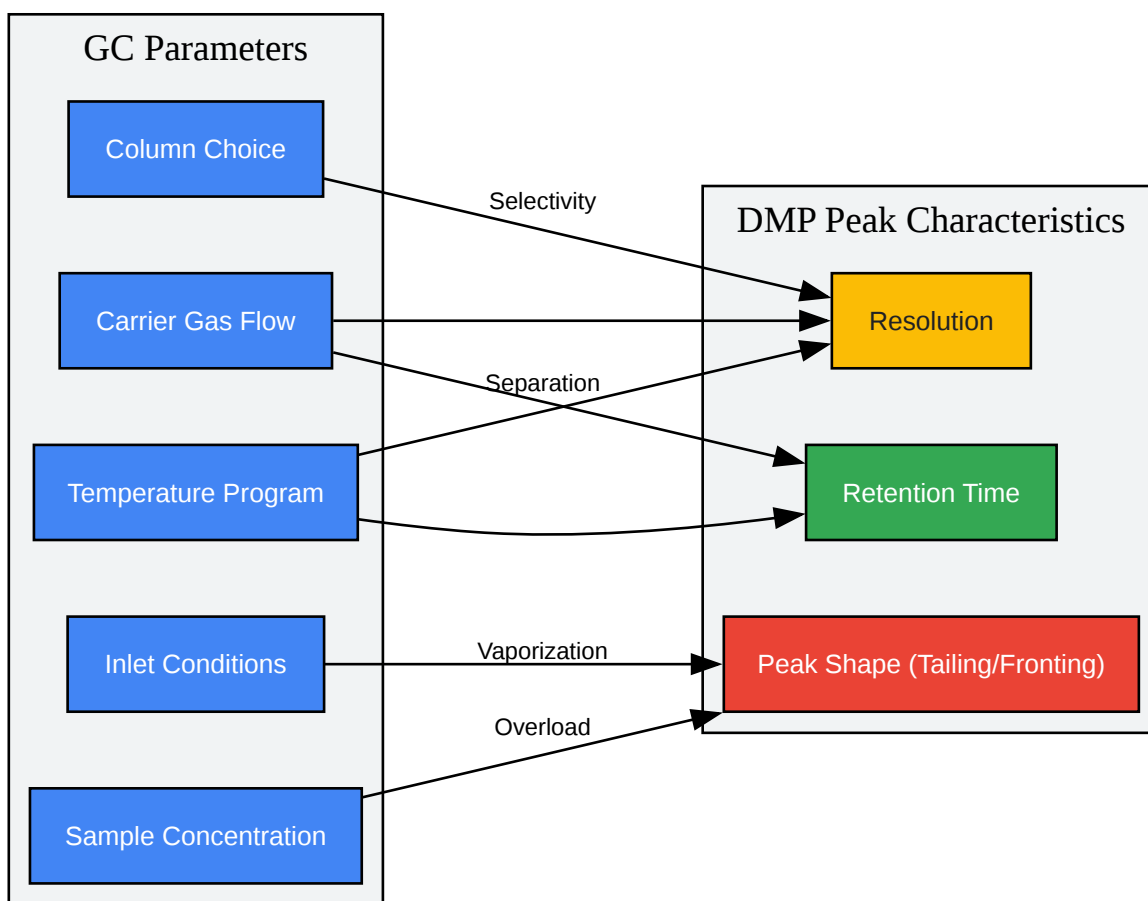 GC Parameters
Column Choice
Carrier Gas Flow
Temperature Program
Inlet Conditions
Sample Concentration
Selectivity
Separation
Vaporization
Overload
DMP Peak Characteristics
Resolution
Retention Time
Peak Shape (Tailing/Fronting)